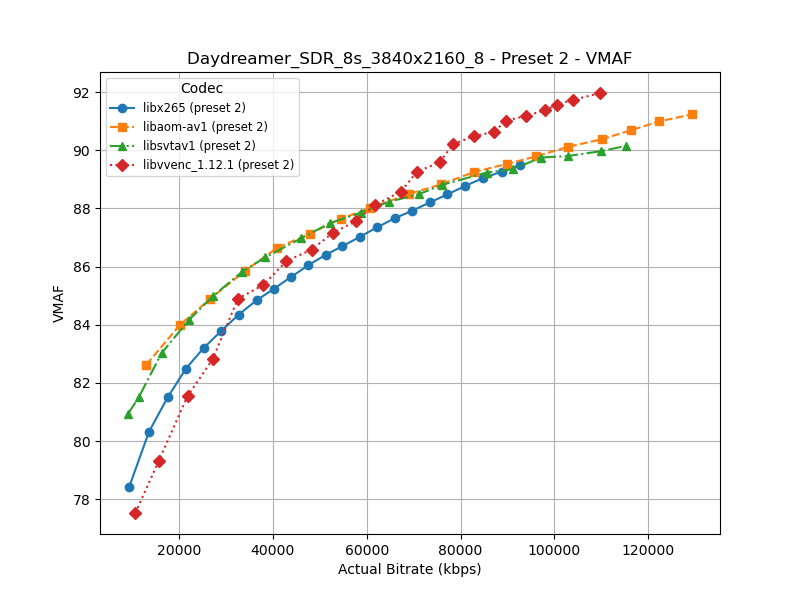 Daydreamer_SDR_8s_3840x2160_8 - Preset 2 - VMAF
Codec
libx265 (preset 2)
libaom-av1 (preset 2)
libsvtav1 (preset 2)
libvvenc_1.12.1 (preset 2)
VMAF
92
90
88
86
84
82
80
78
20000
40000
60000
80000
100000
120000
Actual Bitrate (kbps)